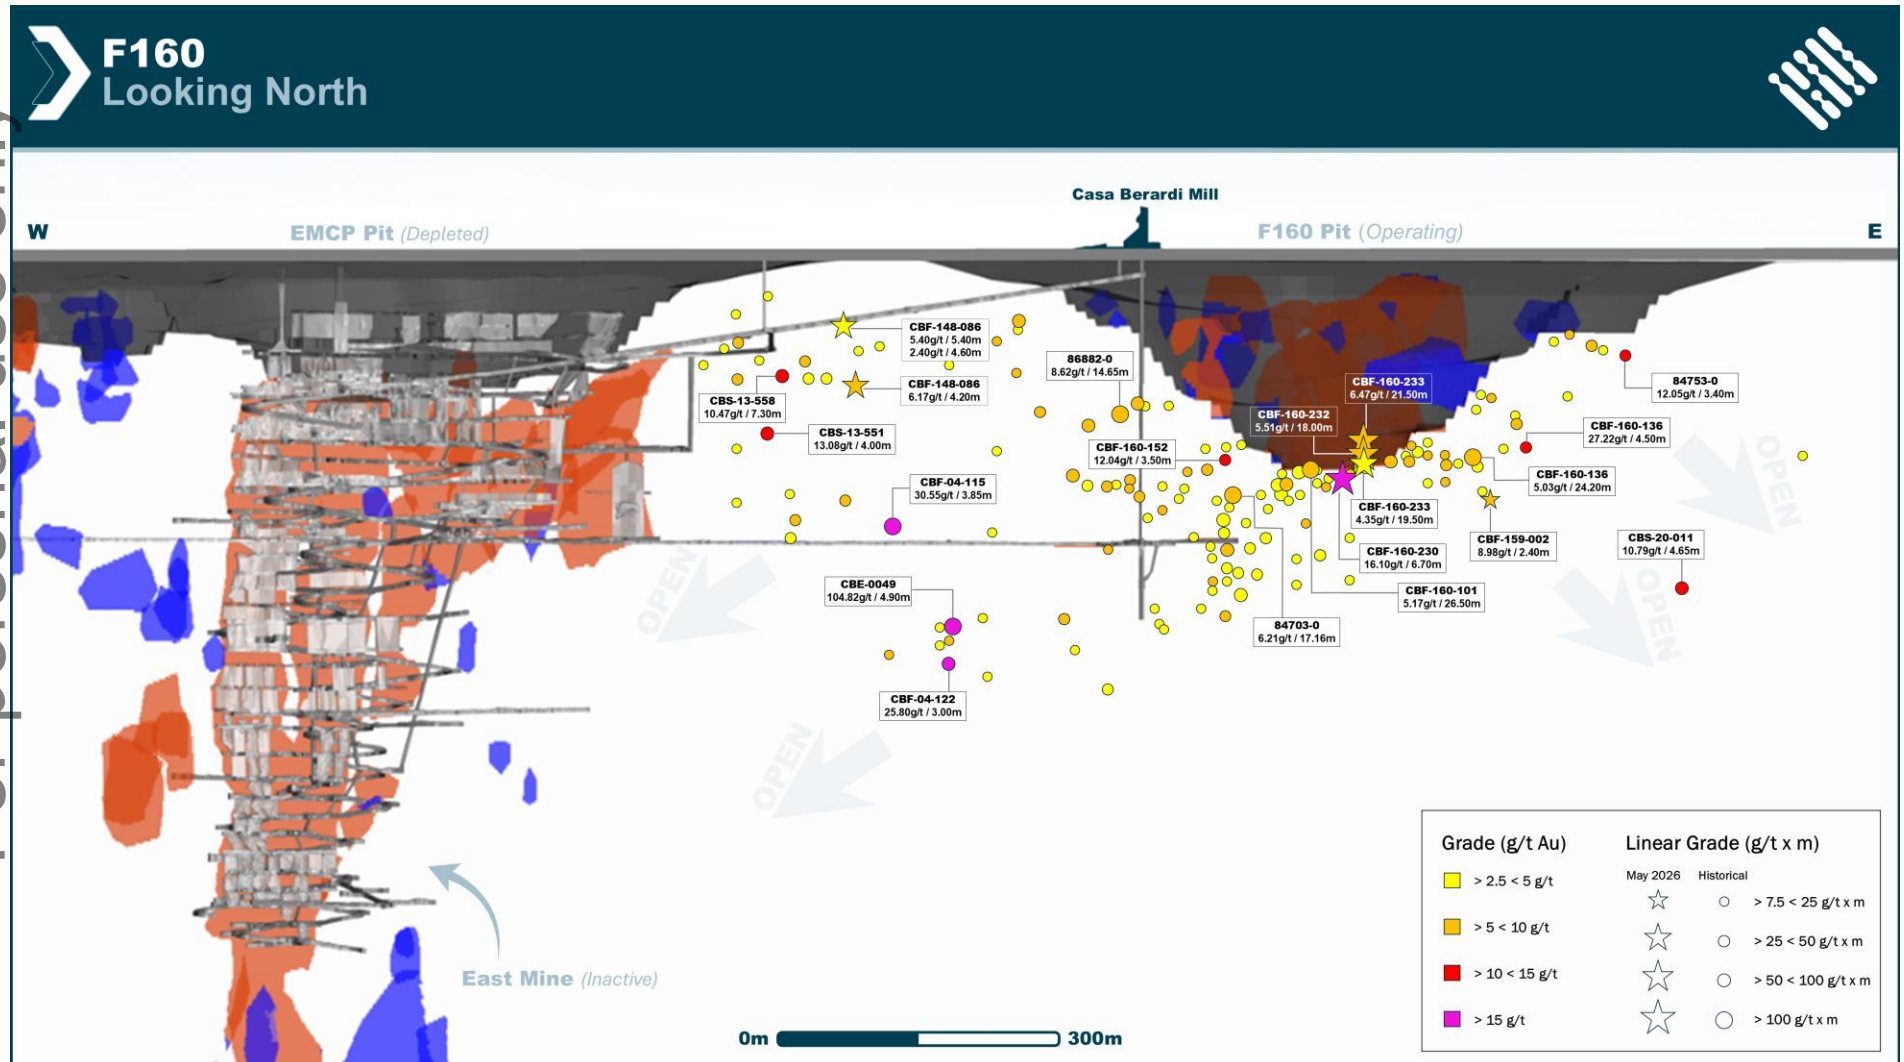 F160
Looking North
Casa Berardi Mill
W
EMCP Pit (Depleted)
F160 Pit (Operating)
E
CBF-148-086
5.40g/t / 5.40m
2.40g/t / 4.60m
86882-0
8.62g/t / 14.65m
CBF-148-086
6.17g/t / 4.20m
CBF-160-233
6.47g/t / 21.50m
84753-0
12.05g/t / 3.40m
CBS-13-558
10.47g/t / 7.30m
CBF-160-232
5.51g/t / 18.00m
CBS-13-551
13.08g/t / 4.00m
CBF-160-136
27.22g/t / 4.50m
CBF-160-152
12.04g/t / 3.50m
CBF-160-136
5.03g/t / 24.20m
CBF-04-115
30.55g/t / 3.85m
CBF-160-233
4.35g/t / 19.50m
CBF-159-002
8.98g/t / 2.40m
CBS-20-011
10.79g/t / 4.65m
CBF-160-230
16.10g/t / 6.70m
CBE-0049
104.82g/t / 4.90m
CBF-160-101
5.17g/t / 26.50m
84703-0
6.21g/t / 17.16m
CBF-04-122
25.80g/t / 3.00m
OPEN
OPEN
OPEN
OPEN
East Mine (Inactive)
0m
300m
Grade (g/t Au)
> 2.5 < 5 g/t
> 5 < 10 g/t
> 10 < 15 g/t
> 15 g/t
Linear Grade (g/t x m)
May 2026 Historical
> 7.5 < 25 g/t x m
> 25 < 50 g/t x m
> 50 < 100 g/t x m
> 100 g/t x m